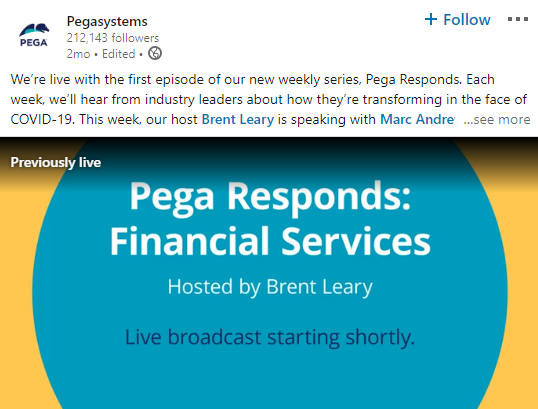 Pegasystems
+ Follow
PEGA
212,143 followers
2mo • Edited •
We’re live with the first episode of our new weekly series, Pega Responds. Each
week, we’ll hear from industry leaders about how they’re transforming in the face of
COVID-19. This week, our host Brent Leary is speaking with Marc Andre ...see more
Previously live
Pega Responds:
Financial Services
Hosted by Brent Leary
Live broadcast starting shortly.